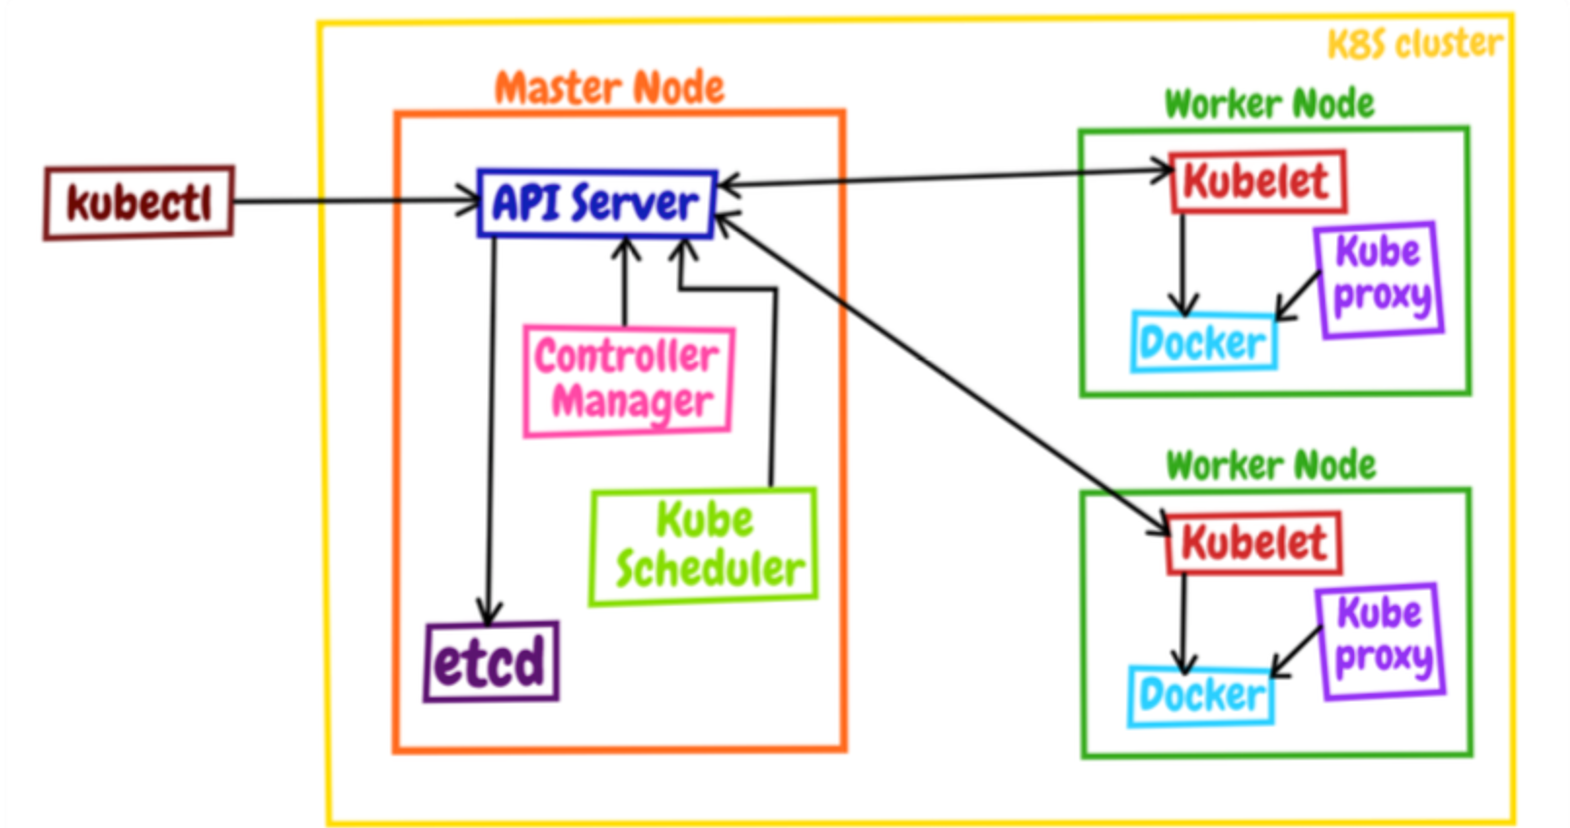 K8S cluster
Master Node
kubectl
API Server
Controller
Manager
Kube
Scheduler
etcd
Worker Node
Kubelet
Kube
proxy
Docker
Worker Node
Kubelet
Kube
proxy
Docker